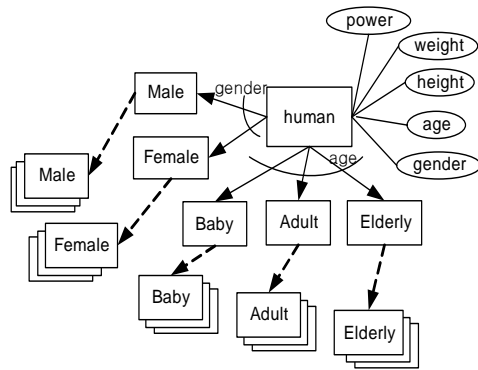 power
weight
height
age
gender
human
gender
age
Male
Female
Male
Female
Baby
Adult
Elderly
Baby
Adult
Elderly